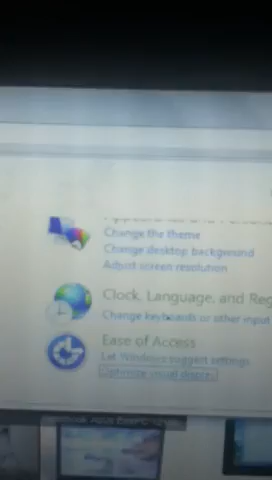 Change the theme
Change desktop background
Adjust screen resolution
Clock, Language, and Reg
Change keyboards or other input
Ease of Access
Let Windows suggest settings
Optimize visual display